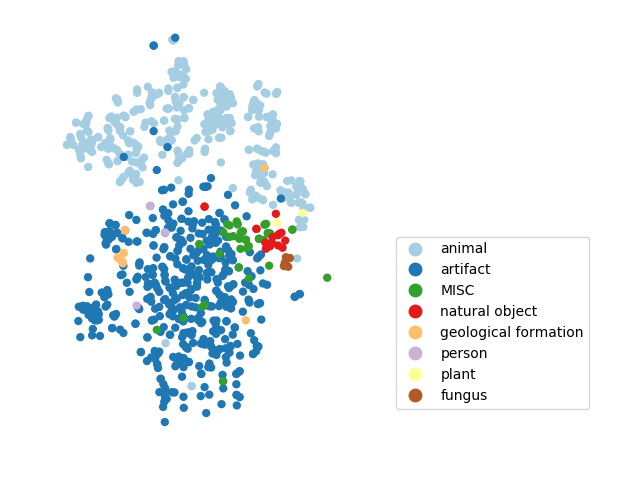 animal
artifact
MISC
natural object
geological formation
person
plant
fungus